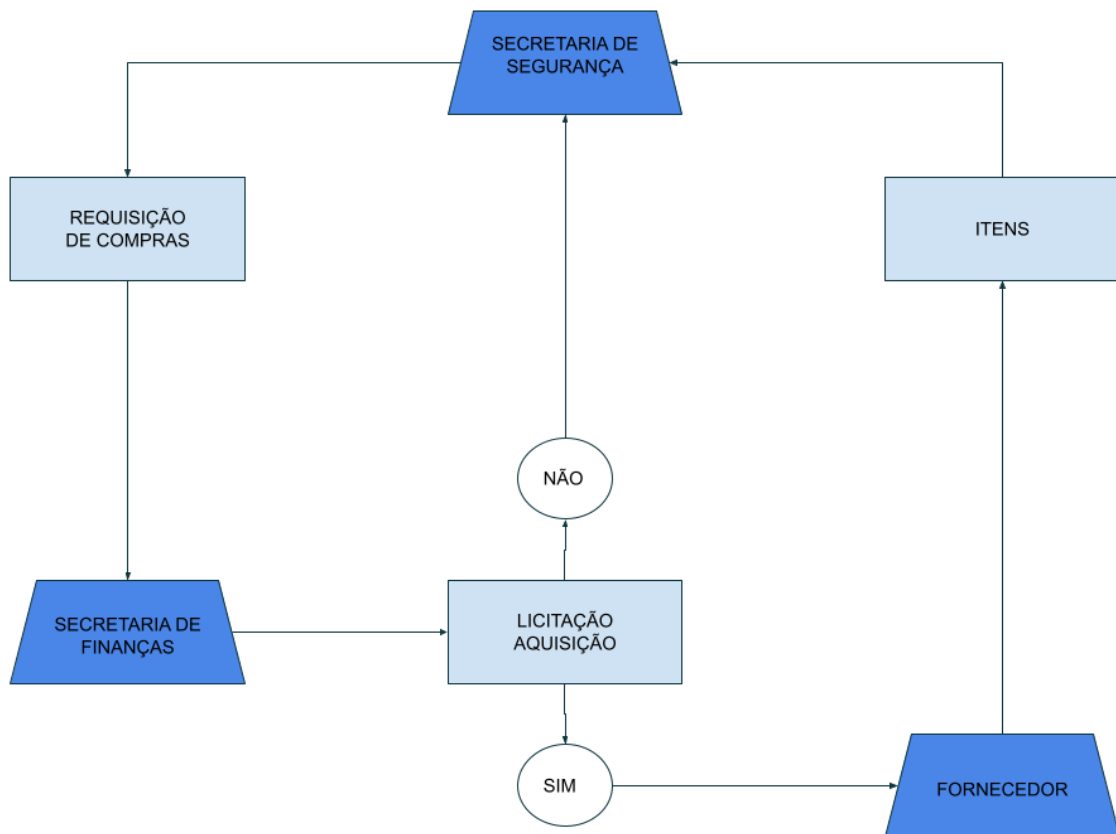 SECRETARIA DE
SEGURANÇA
REQUISIÇÃO
DE COMPRAS
ITENS
NÃO
SECRETARIA DE
FINANÇAS
LICITAÇÃO
AQUISIÇÃO
SIM
FORNECEDOR